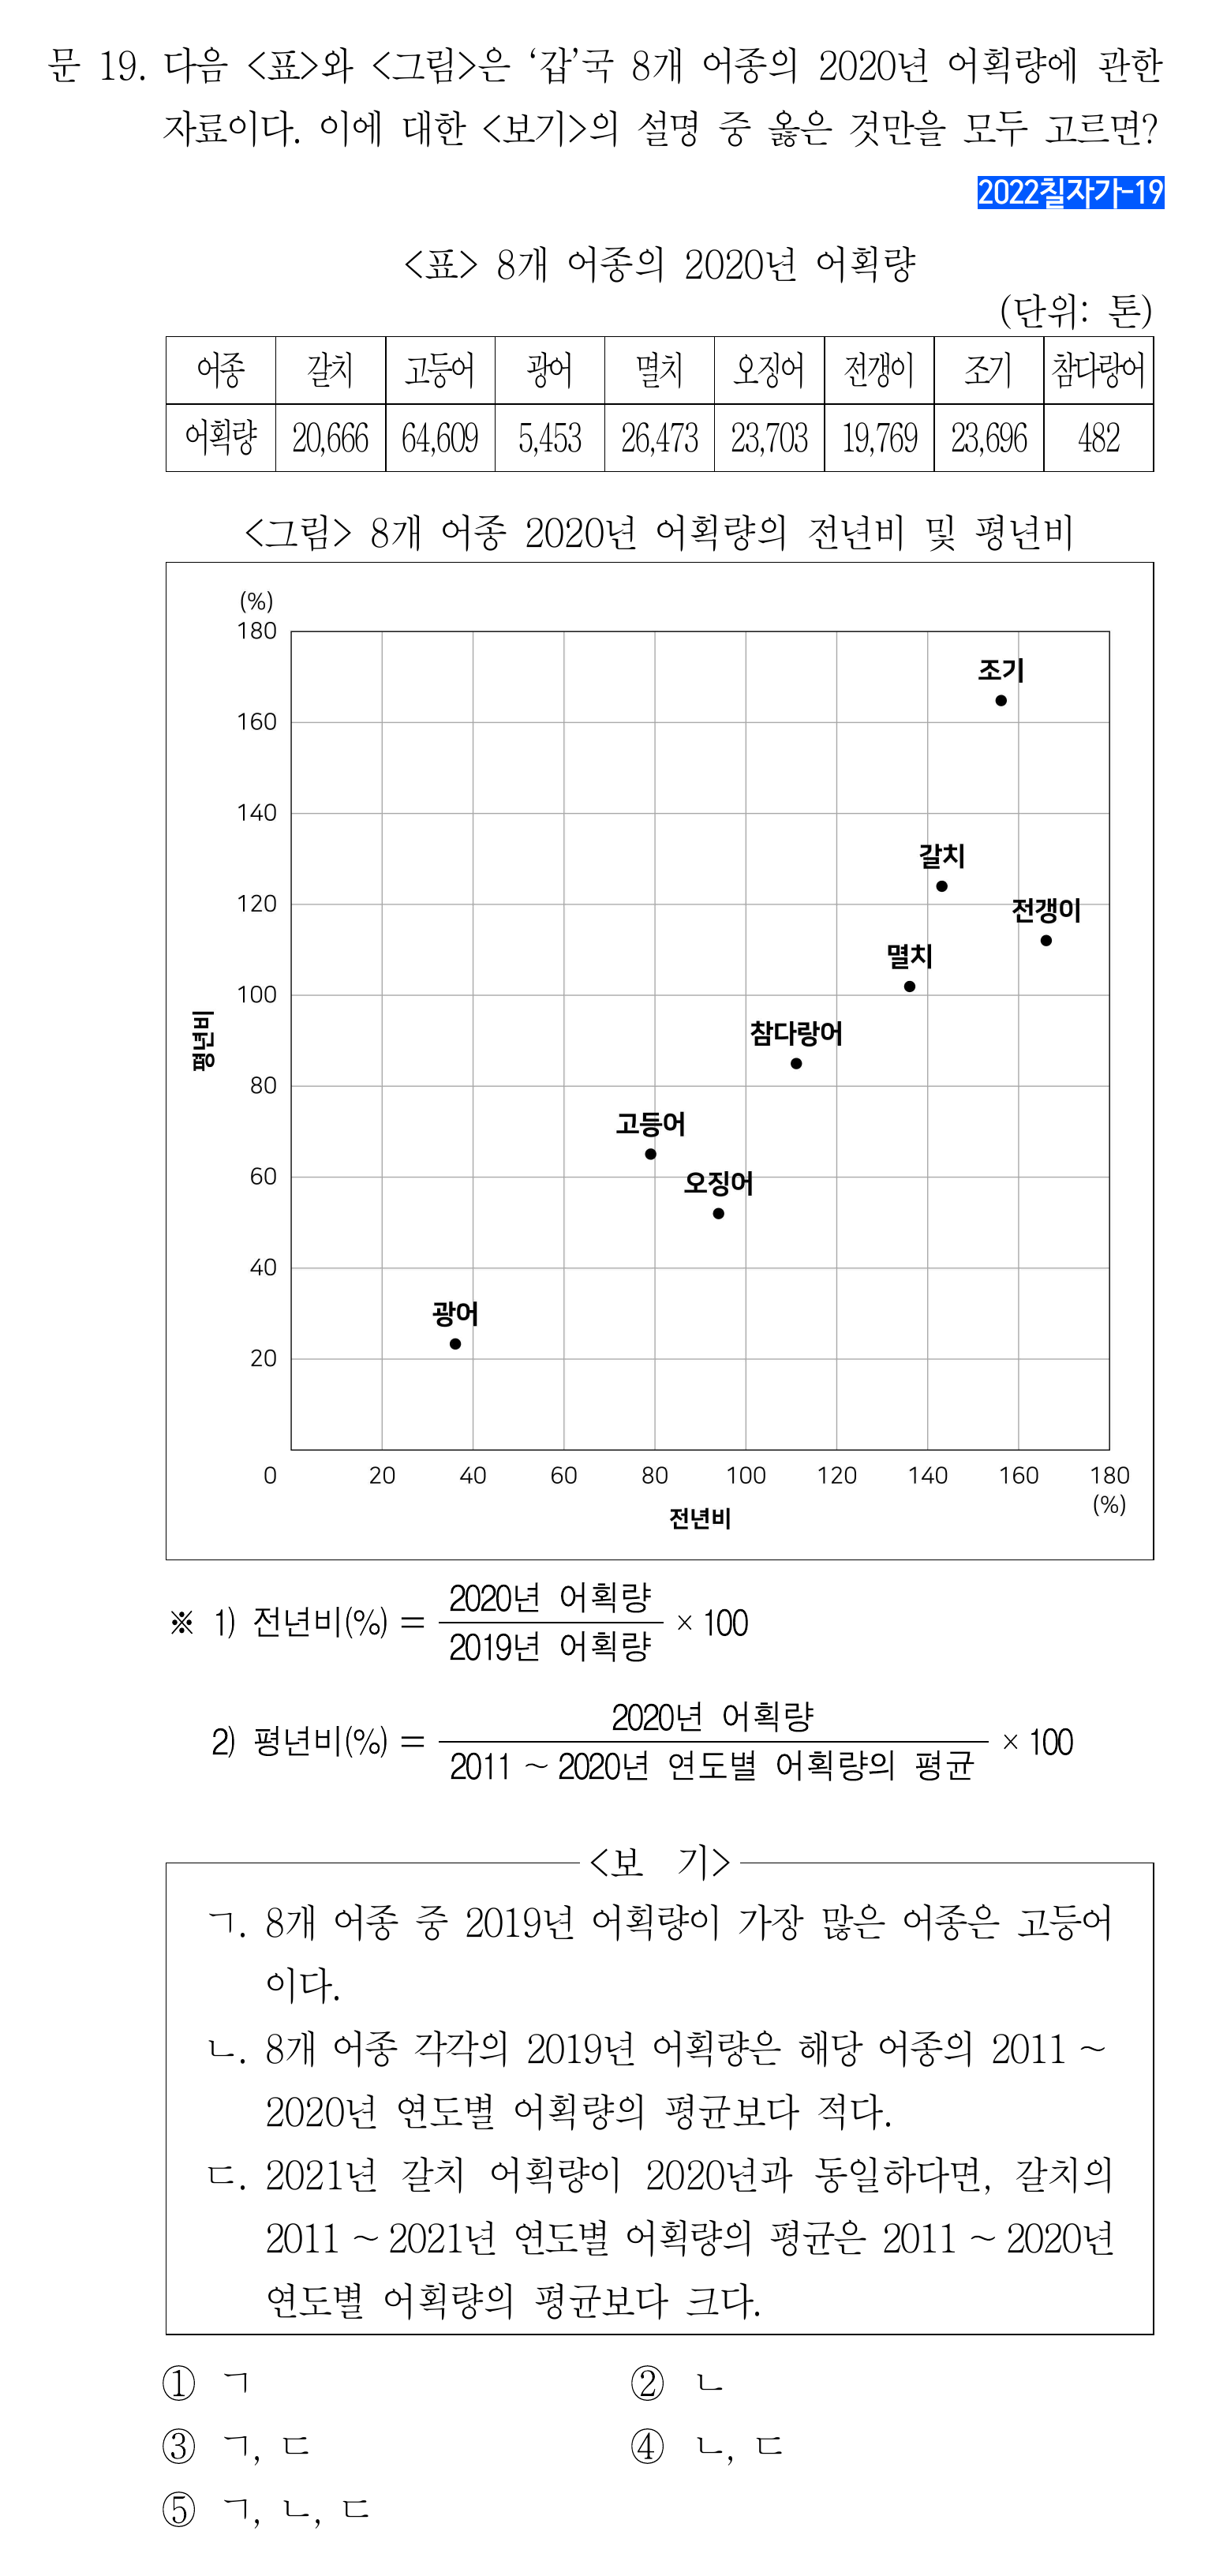 문 19. 다음 <표>와 <그림>은 ‘갑’국 8개 어종의 2020년 어획량에 관한
자료이다. 이에 대한 <보기>의 설명 중 옳은 것만을 모두 고르면?
2022칠자가-19
<표> 8개 어종의 2020년 어획량
(단위: 톤)
어종 갈치 고등어 광어 멸치 오징어 전갱이 조기 참다랑어
어획량 20,666 64,609 5,453 26,473 23,703 19,769 23,696 482
<그림> 8개 어종 2020년 어획량의 전년비 및 평년비
(%)
180
조기
160
140
갈치
120
전갱이
멸치
100
평년비
참다랑어
80
고등어
60
오징어
40
광어
20
0 20 40 60 80 100 120 140 160 180
(%)
전년비
※ 1) 전년비(%) = 2020년 어획량 / 2019년 어획량 × 100
2) 평년비(%) = 2020년 어획량 / 2011 ~ 2020년 연도별 어획량의 평균 × 100
<보 기>
ㄱ. 8개 어종 중 2019년 어획량이 가장 많은 어종은 고등어
이다.
ㄴ. 8개 어종 각각의 2019년 어획량은 해당 어종의 2011 ~
2020년 연도별 어획량의 평균보다 적다.
ㄷ. 2021년 갈치 어획량이 2020년과 동일하다면, 갈치의
2011 ~ 2021년 연도별 어획량의 평균은 2011 ~ 2020년
연도별 어획량의 평균보다 크다.
① ㄱ ② ㄴ
③ ㄱ, ㄷ ④ ㄴ, ㄷ
⑤ ㄱ, ㄴ, ㄷ